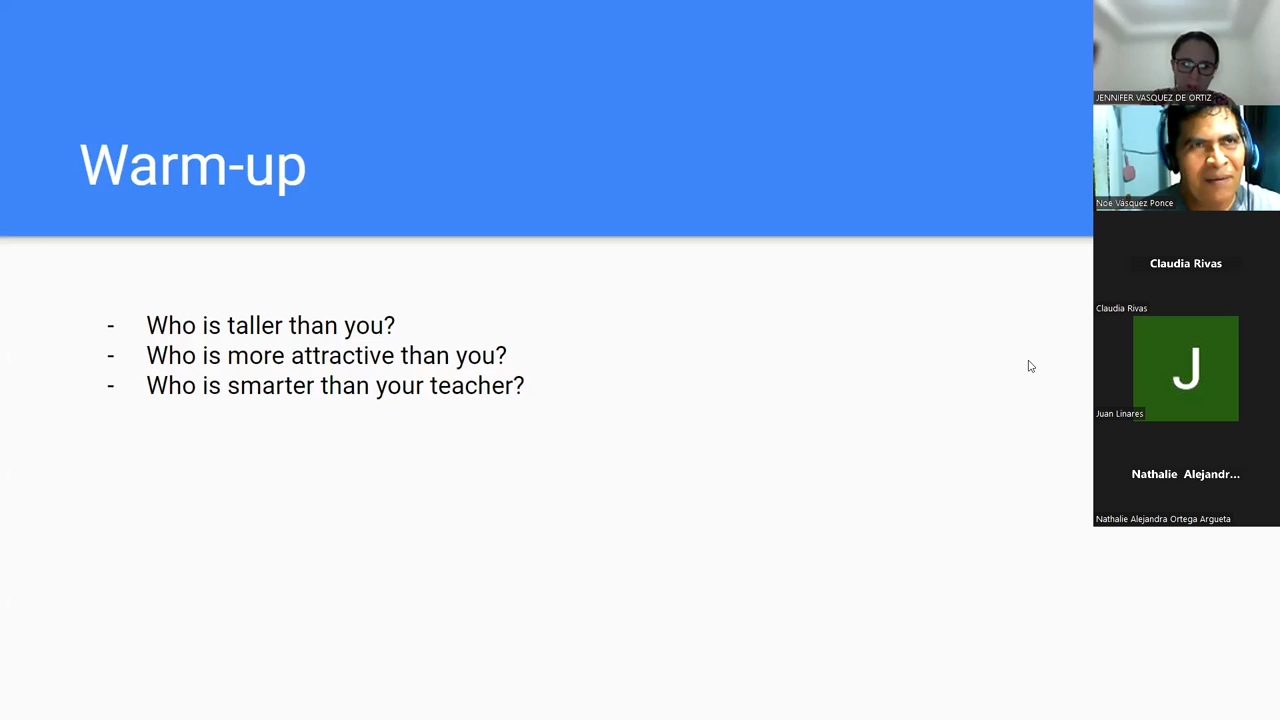 Warm-up
- Who is taller than you?
- Who is more attractive than you?
- Who is smarter than your teacher?
JENNIFER VASQUEZ DE ORTIZ
Noe Vasquez Ponce
Claudia Rivas
Claudia Rivas
J
Juan Linares
Nathalie Alejandr...
Nathalie Alejandra Ortega Argueta